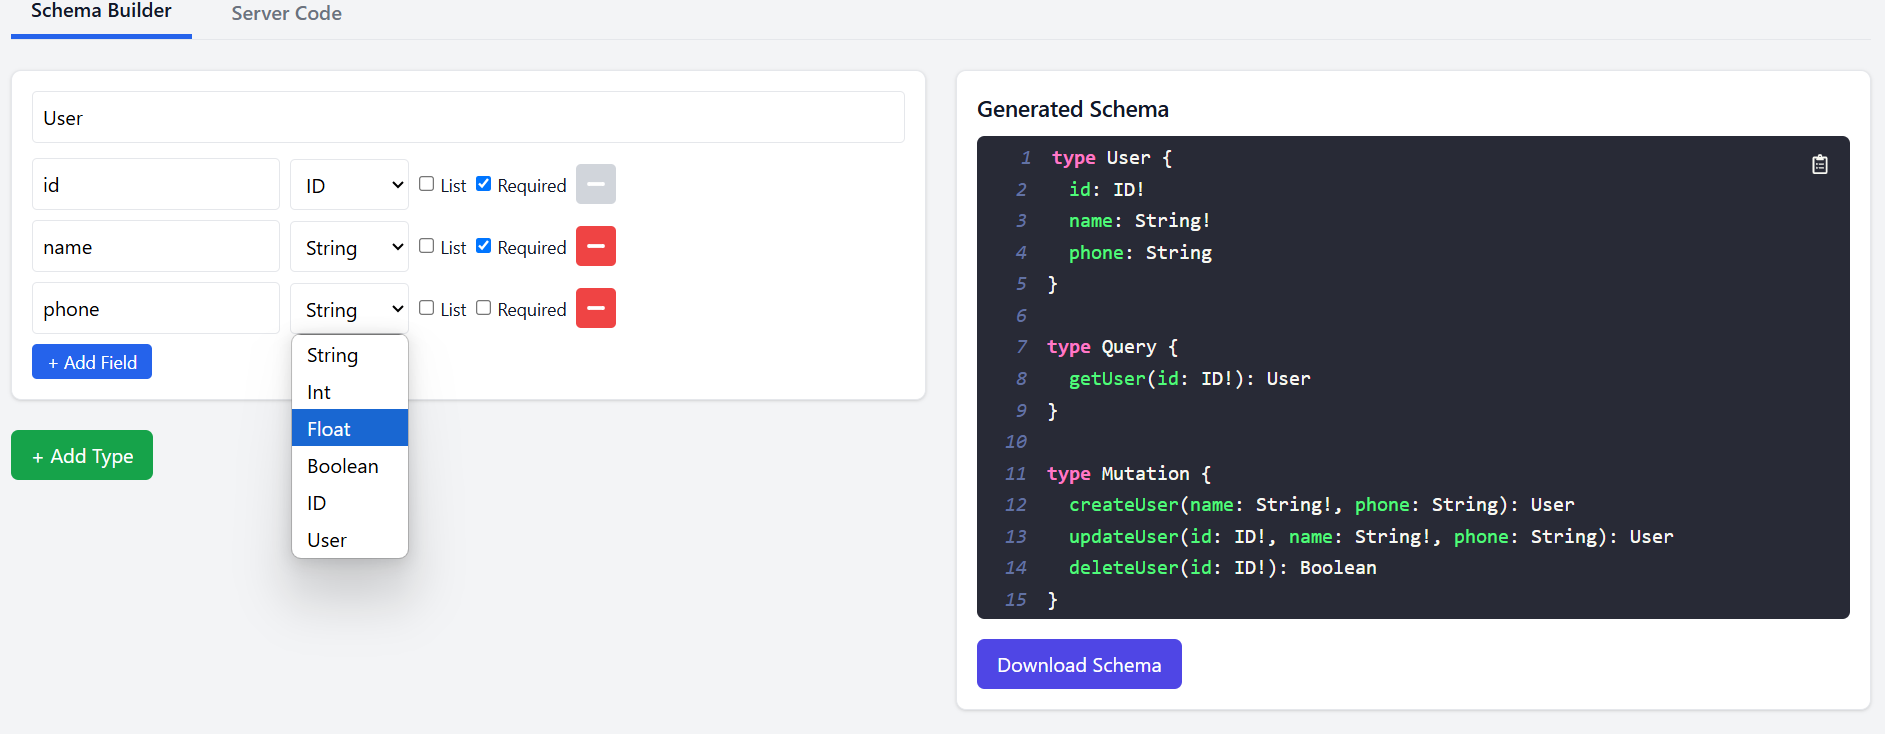 Schema Builder
Server Code
User
id
ID
List
Required
name
String
List
Required
phone
String
List
Required
+ Add Field
String
Int
Float
Boolean
ID
User
+ Add Type
Generated Schema
1 type User {
2 id: ID!
3 name: String!
4 phone: String
5 }
6
7 type Query {
8 getUser(id: ID!): User
9 }
10
11 type Mutation {
12 createUser(name: String!, phone: String): User
13 updateUser(id: ID!, name: String!, phone: String): User
14 deleteUser(id: ID!): Boolean
15 }
Download Schema